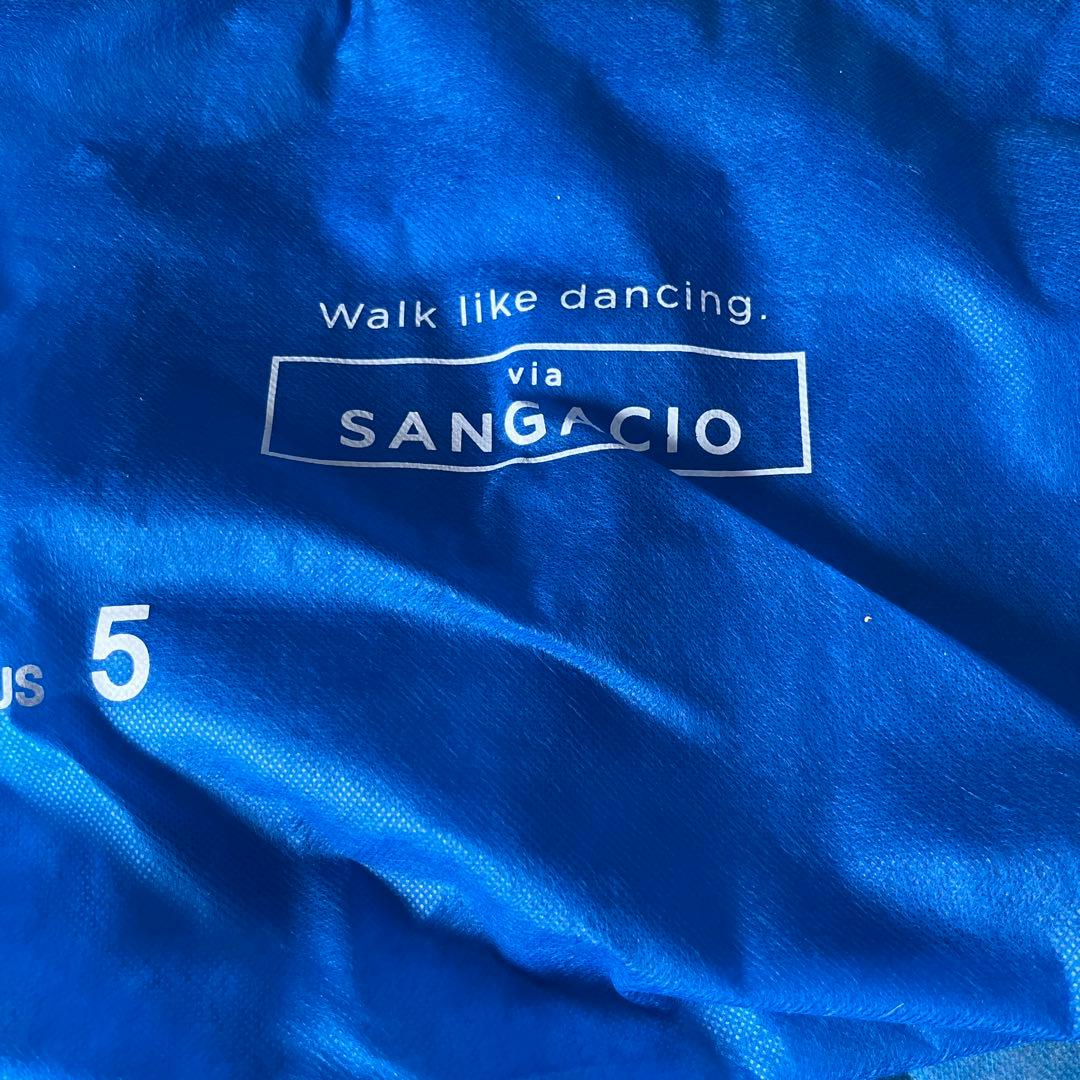 Walk like dancing.
via
SANGACIO
US 5